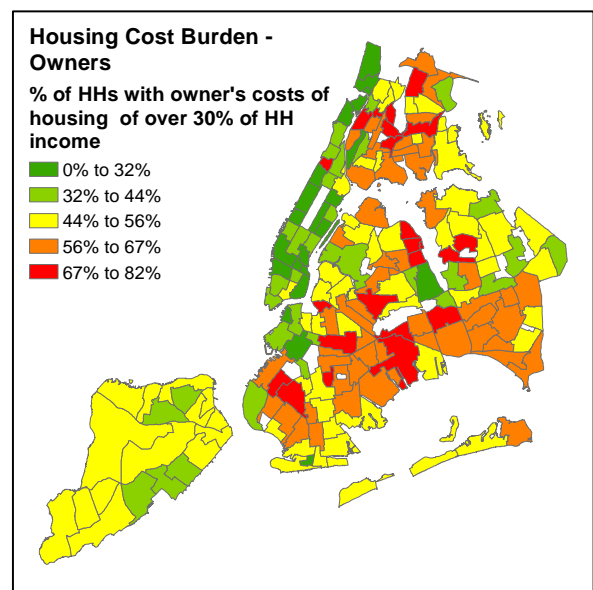 Housing Cost Burden -
Owners
% of HHs with owner's costs of
housing of over 30% of HH
income
0% to 32%
32% to 44%
44% to 56%
56% to 67%
67% to 82%